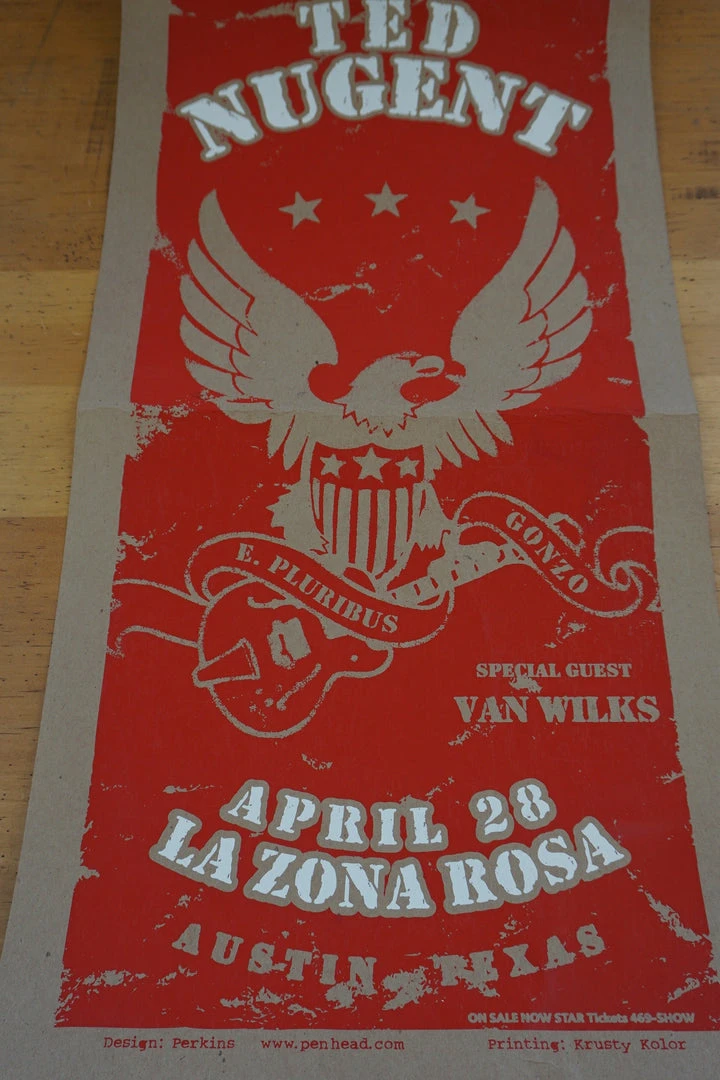 TED
NUGENT
E. PLURIBUS
GONZO
SPECIAL GUEST
VAN WILKS
APRIL 28
LA ZONA ROSA
AUSTIN TEXAS
ON SALE NOW STAR Tickets 469-SHOW
Design: Perkins www.penhead.com Printing: Krusty Kolor